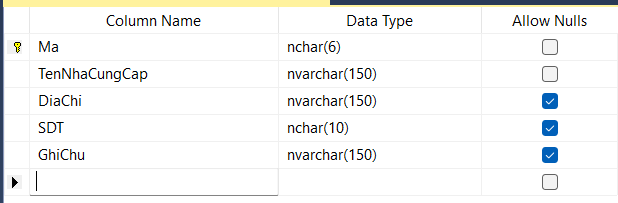 Column Name Data Type Allow Nulls
Ma nchar(6)
TenNhaCungCap nvarchar(150)
DiaChi nvarchar(150)
SDT nchar(10)
GhiChu nvarchar(150)